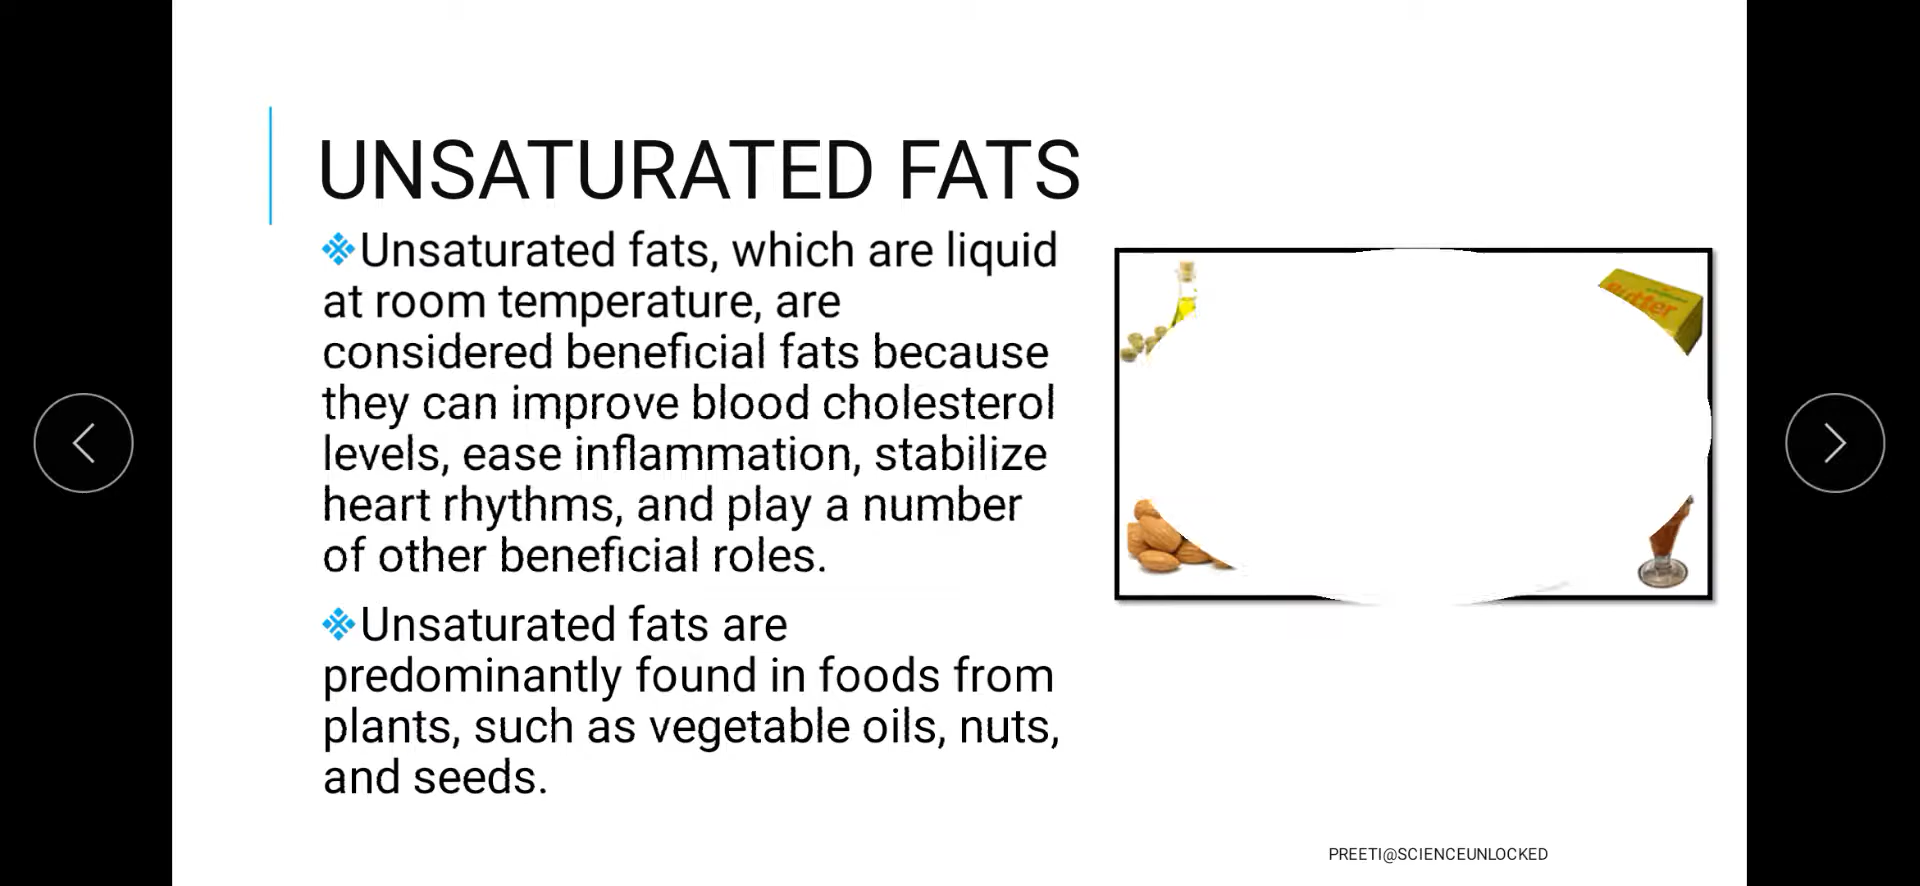 UNSATURATED FATS
Unsaturated fats, which are liquid
at room temperature, are
considered beneficial fats because
they can improve blood cholesterol
levels, ease inflammation, stabilize
heart rhythms, and play a number
of other beneficial roles.
Unsaturated fats are
predominantly found in foods from
plants, such as vegetable oils, nuts,
and seeds.
Butter
PREETI@SCIENCEUNLOCKED